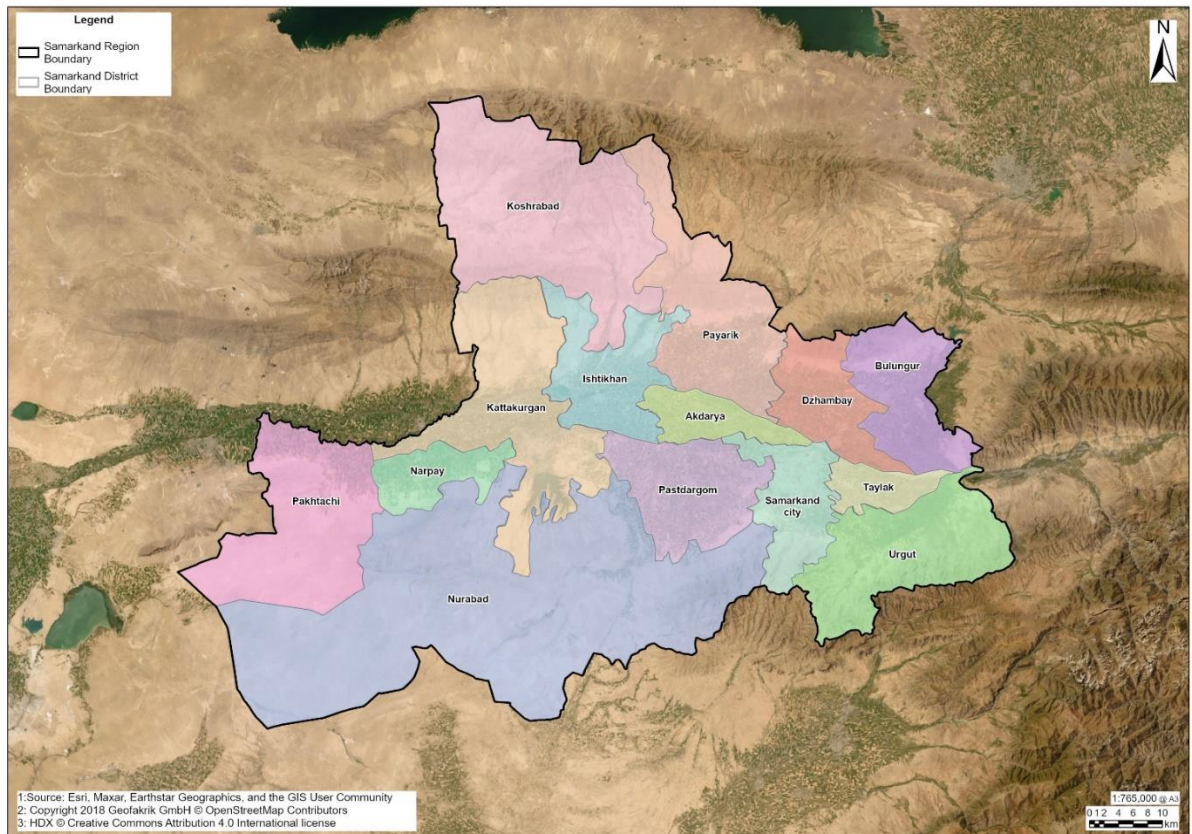 Legend
Samarkand Region
Boundary
Samarkand District
Boundary
N
Koshrabad
Payarik
Bulungur
Ishtikhan
Dzhambay
Kattakurgan
Akdarya
Narpay
Pakhtachi
Pastdargom
Samarkand
city
Taylak
Urgut
Nurabad
1:Source: Esri, Maxar, Earthstar Geographics, and the GIS User Community
2: Copyright 2018 Geofakrik GmbH © OpenStreetMap Contributors
3: HDX © Creative Commons Attribution 4.0 International license
1:765,000 @ A3
0 1 2 4 6 8 10
km